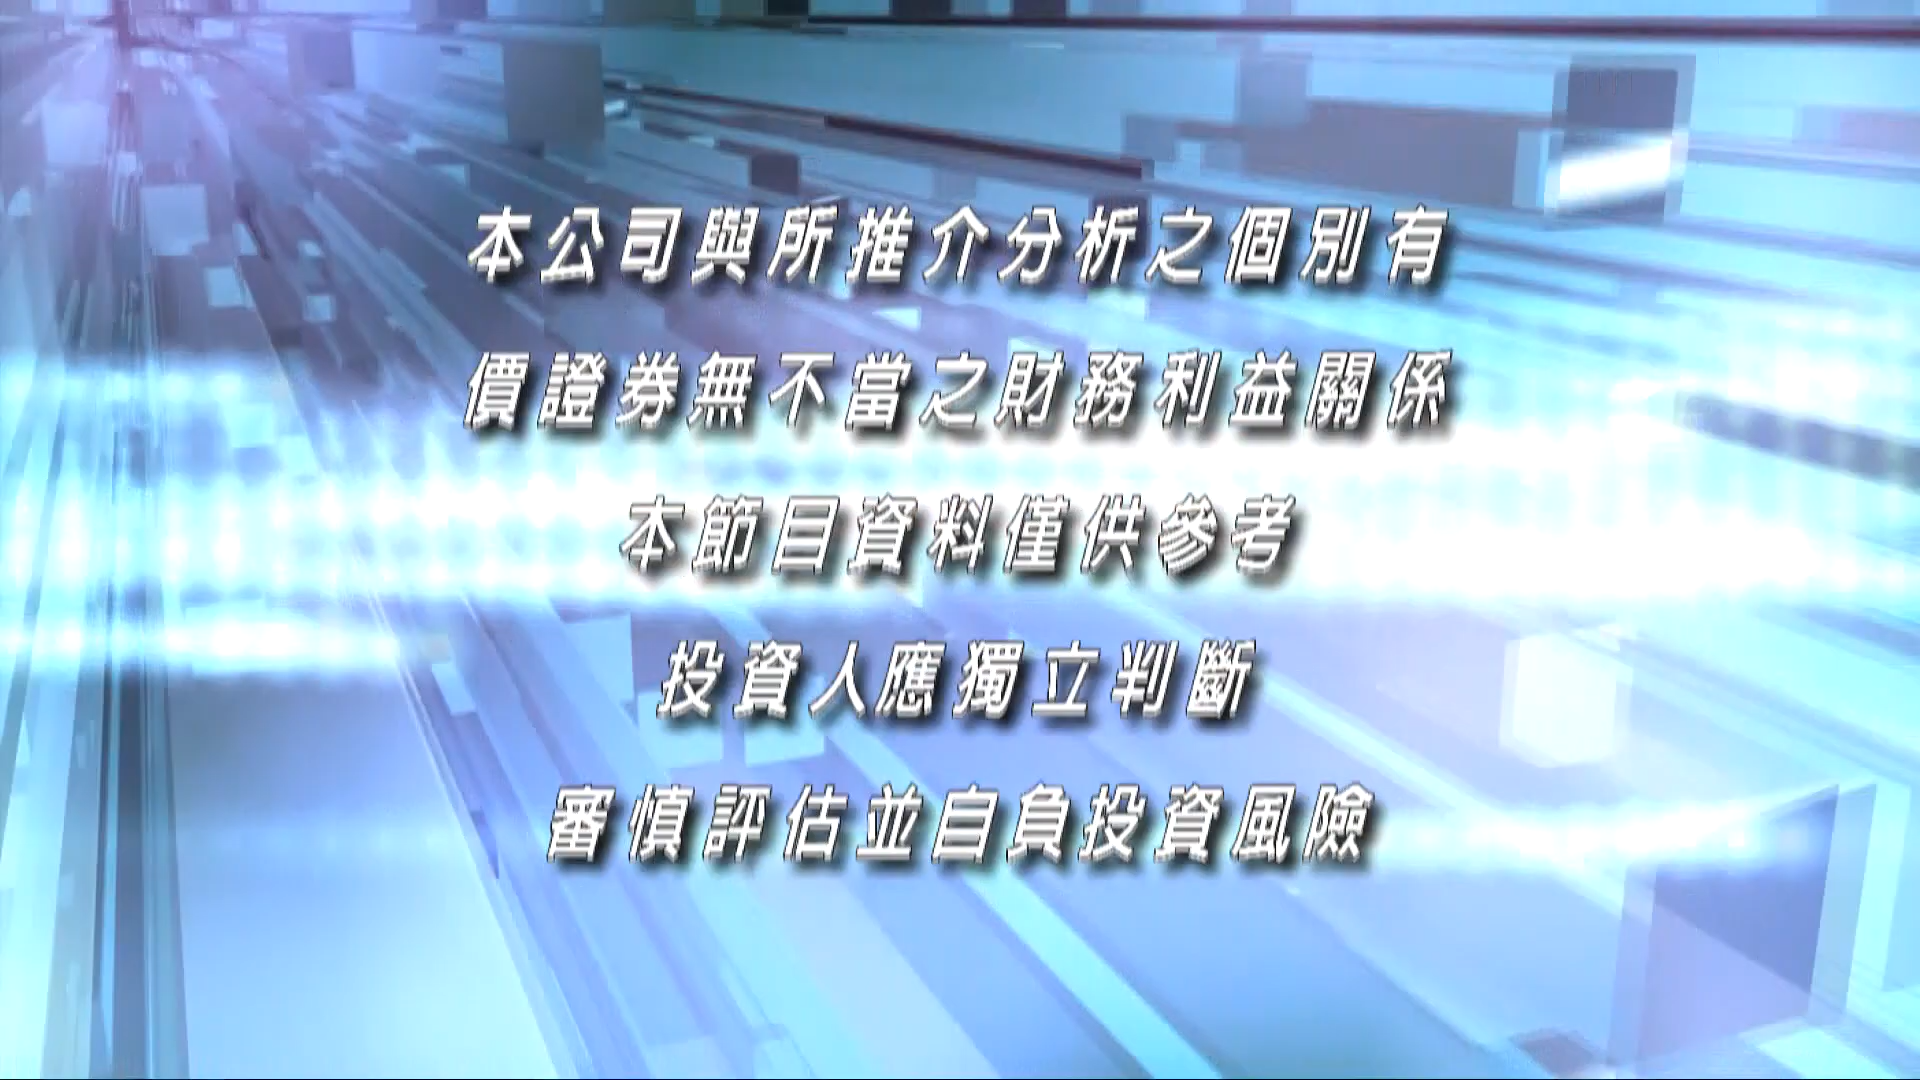 本公司與所推介分析之個別有
價證券無不當之財務利益關係
本節目資料僅供參考
投資人應獨立判斷
審慎評估並自負投資風險